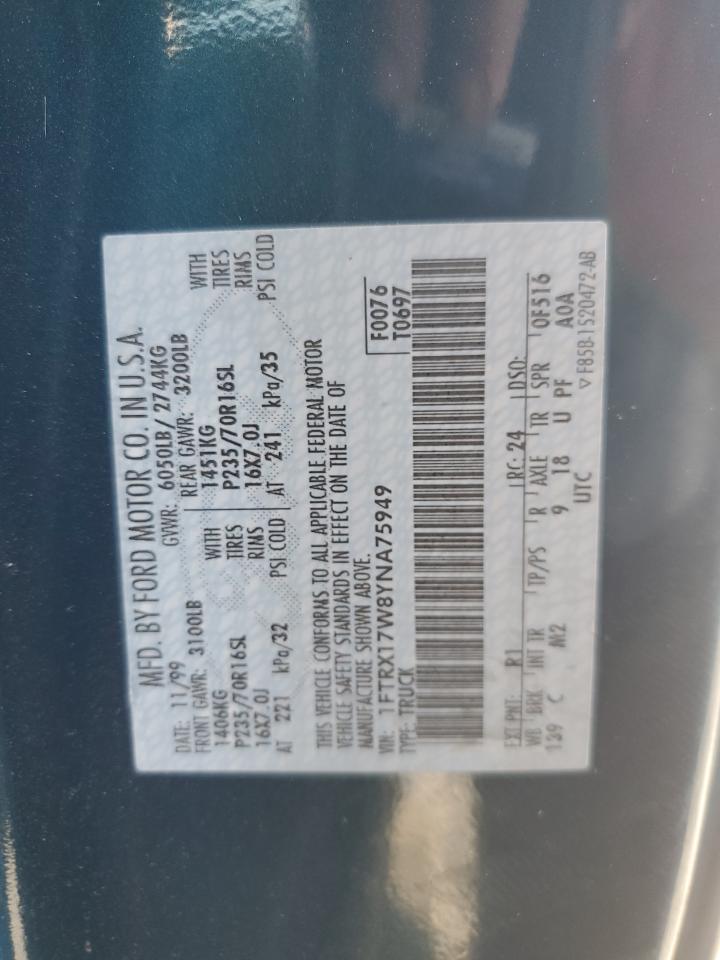 MFD. BY FORD MOTOR CO. IN U.S.A.
DATE: 11/99 GVWR: 6050LB/ 2744KG
FRONT GAWR: 3100LB REAR GAWR: 3200LB
1406KG WITH 1451KG WITH
P235/70R16SL TIRES P235/70R16SL TIRES
16X7.0J RIMS 16X7.0J RIMS
AT 221 kPa/32 PSI COLD AT 241 kPa/35 PSI COLD
THIS VEHICLE CONFORMS TO ALL APPLICABLE FEDERAL MOTOR
VEHICLE SAFETY STANDARDS IN EFFECT ON THE DATE OF
MANUFACTURE SHOWN ABOVE.
VIN: 1FTRX17W8YNA75949 F0076
TYPE: TRUCK T0697
EXT PNT: R1 RC: 24 DSO:
WB BRK INT TR TP/PS R AXLE TR SPR 0F516
139 C M2 9 18 U PF A0A
UTC
▽F85B-1520472-AB